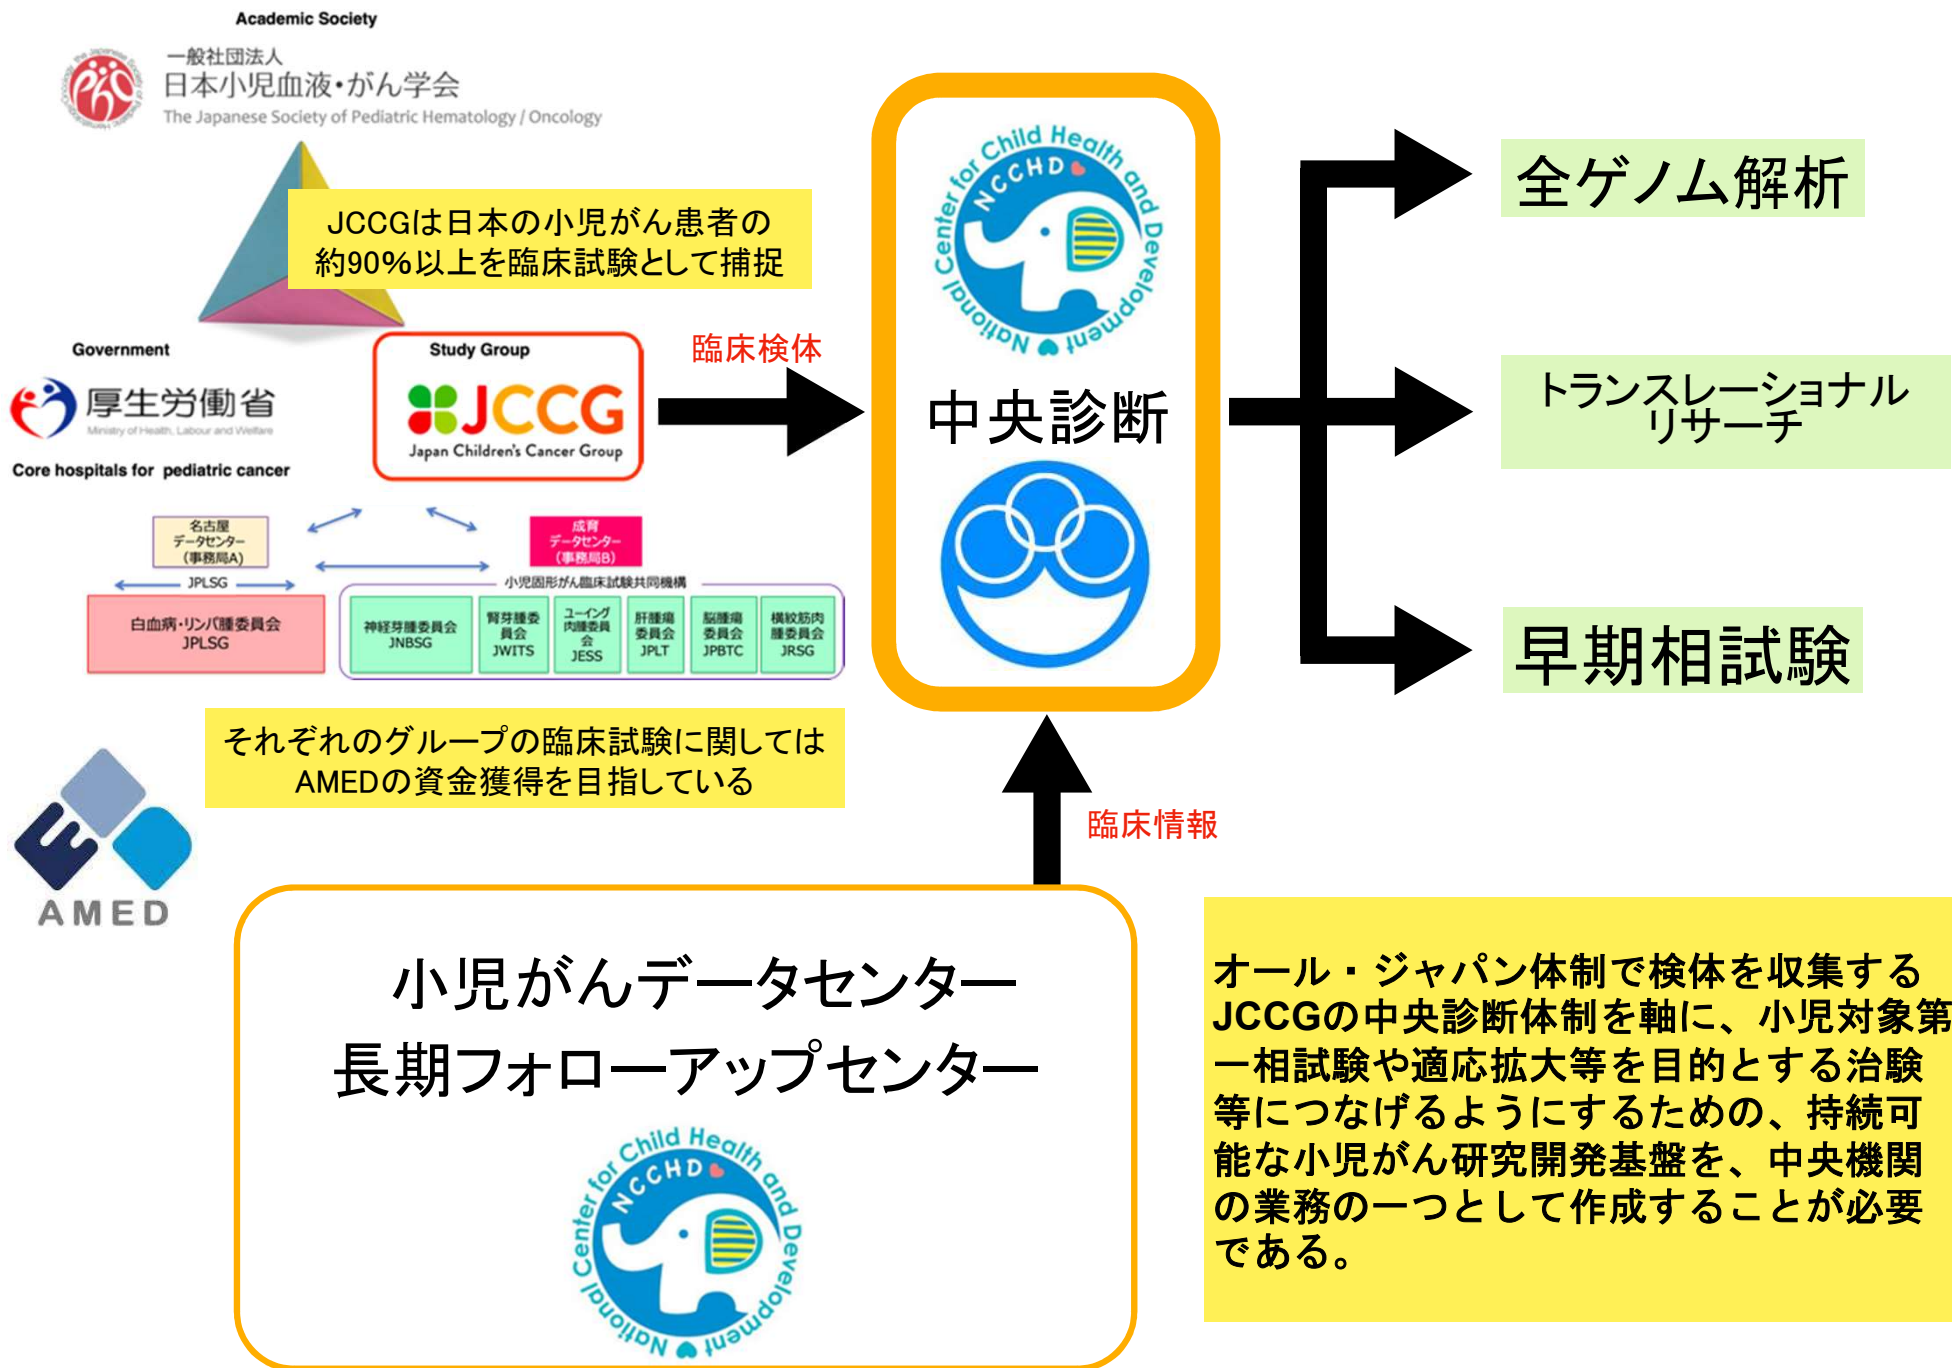 Academic Society
一般社団法人
日本小児血液・がん学会
The Japanese Society of Pediatric Hematology / Oncology
JCCGは日本の小児がん患者の
約90%以上を臨床試験として捕捉
Government
厚生労働省
Ministry of Health, Labour and Welfare
Study Group
JCCG
Japan Children's Cancer Group
Core hospitals for pediatric cancer
名古屋
データセンター
(事務局A)
成育
データセンター
(事務局B)
JPLSG
小児固形がん臨床試験共同機構
白血病・リンパ腫委員会
JPLSG
神経芽腫委員会
JNBSG
腎芽腫委
員会
JWITS
ユーイング
肉腫委員
会
JESS
肝腫瘍
委員会
JPLT
脳腫瘍
委員会
JPBTC
横紋筋肉
腫委員会
JRSG
それぞれのグループの臨床試験に関しては
AMEDの資金獲得を目指している
AMED
臨床検体
National Center for Child Health and Development
NCCHD
中央診断
臨床情報
全ゲノム解析
トランスレーショナル
リサーチ
早期相試験
小児がんデーータセンター
長期フォローーアップセンター
National Center for Child Health and Development
NCCHD
オール・ジャパン体制で検体を収集する
JCCGの中央診断体制を軸に、小児対象第
一相試験や適応拡大等を目的とする治験
等につなげるようにするための、持続可
能な小児がん研究開発基盤を、中央機関
の業務の一つとして作成することが必要
である。